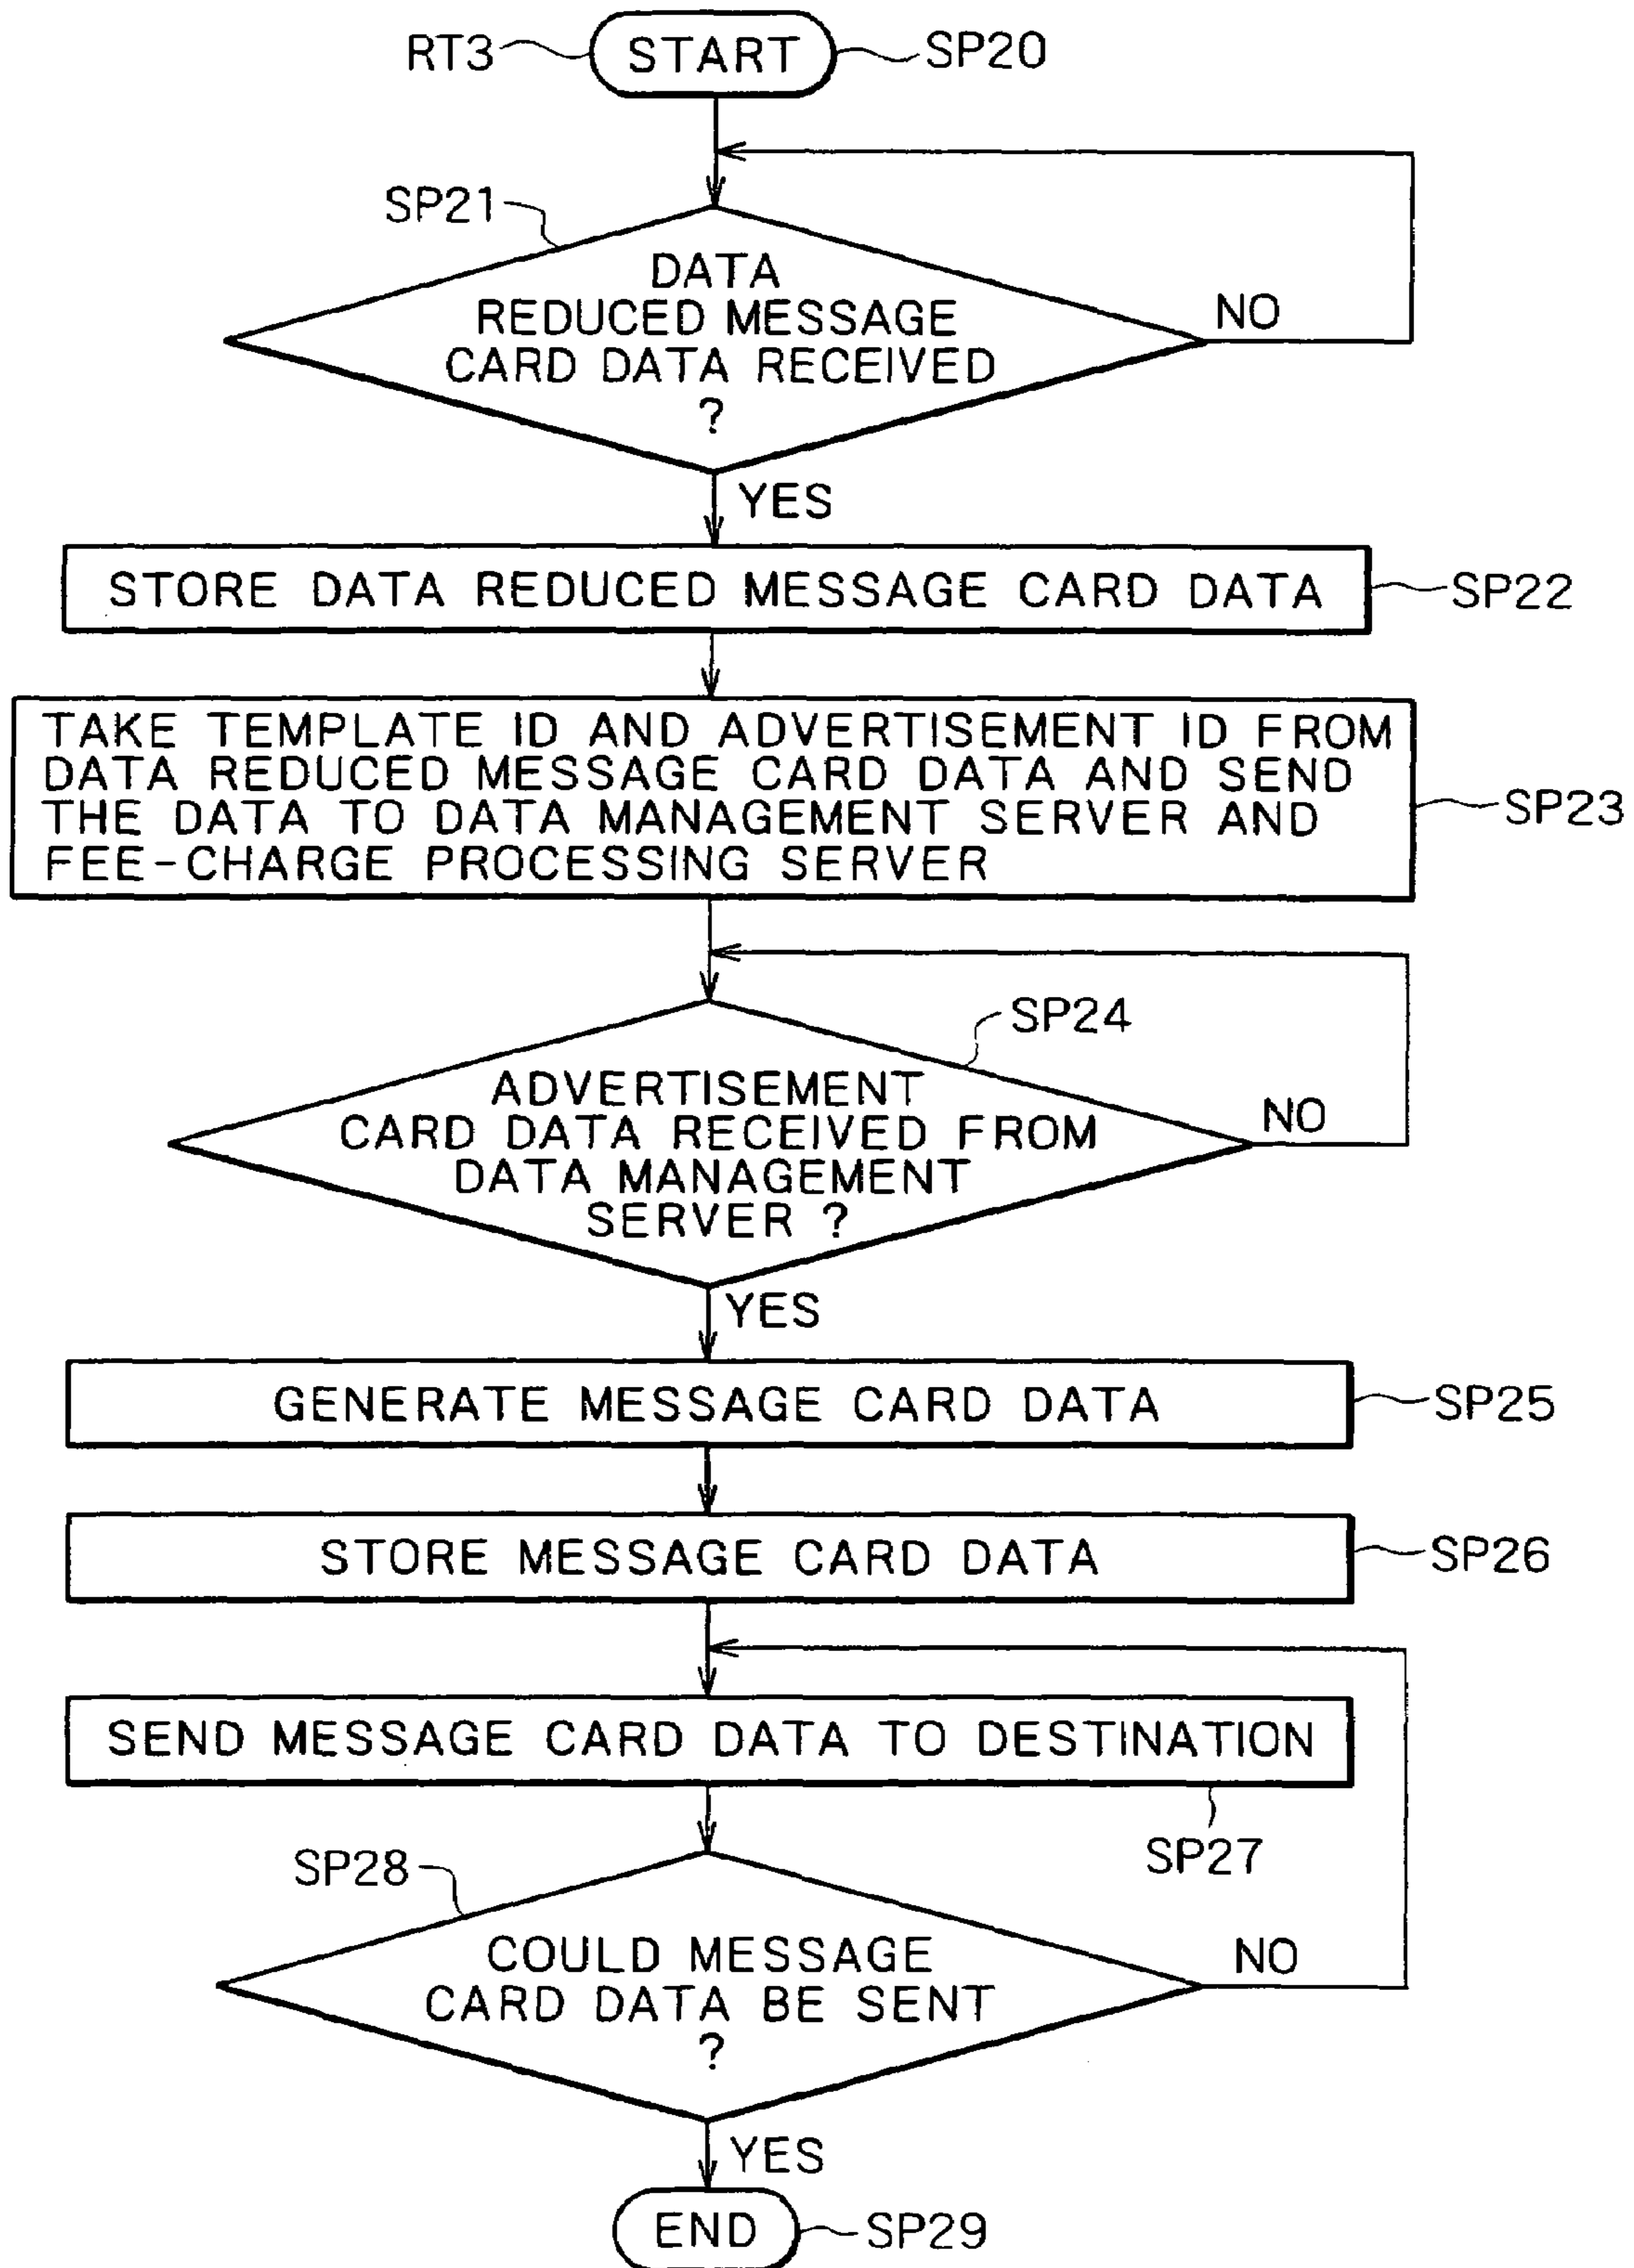 RT3
START
SP20
SP21
DATA
REDUCED MESSAGE
CARD DATA RECEIVED
?
NO
YES
STORE DATA REDUCED MESSAGE CARD DATA
SP22
TAKE TEMPLATE ID AND ADVERTISEMENT ID FROM
DATA REDUCED MESSAGE CARD DATA AND SEND
THE DATA TO DATA MANAGEMENT SERVER AND
FEE-CHARGE PROCESSING SERVER
SP23
SP24
ADVERTISEMENT
CARD DATA RECEIVED FROM
DATA MANAGEMENT
SERVER ?
NO
YES
GENERATE MESSAGE CARD DATA
SP25
STORE MESSAGE CARD DATA
SP26
SEND MESSAGE CARD DATA TO DESTINATION
SP27
SP28
COULD MESSAGE
CARD DATA BE SENT
?
NO
YES
END
SP29